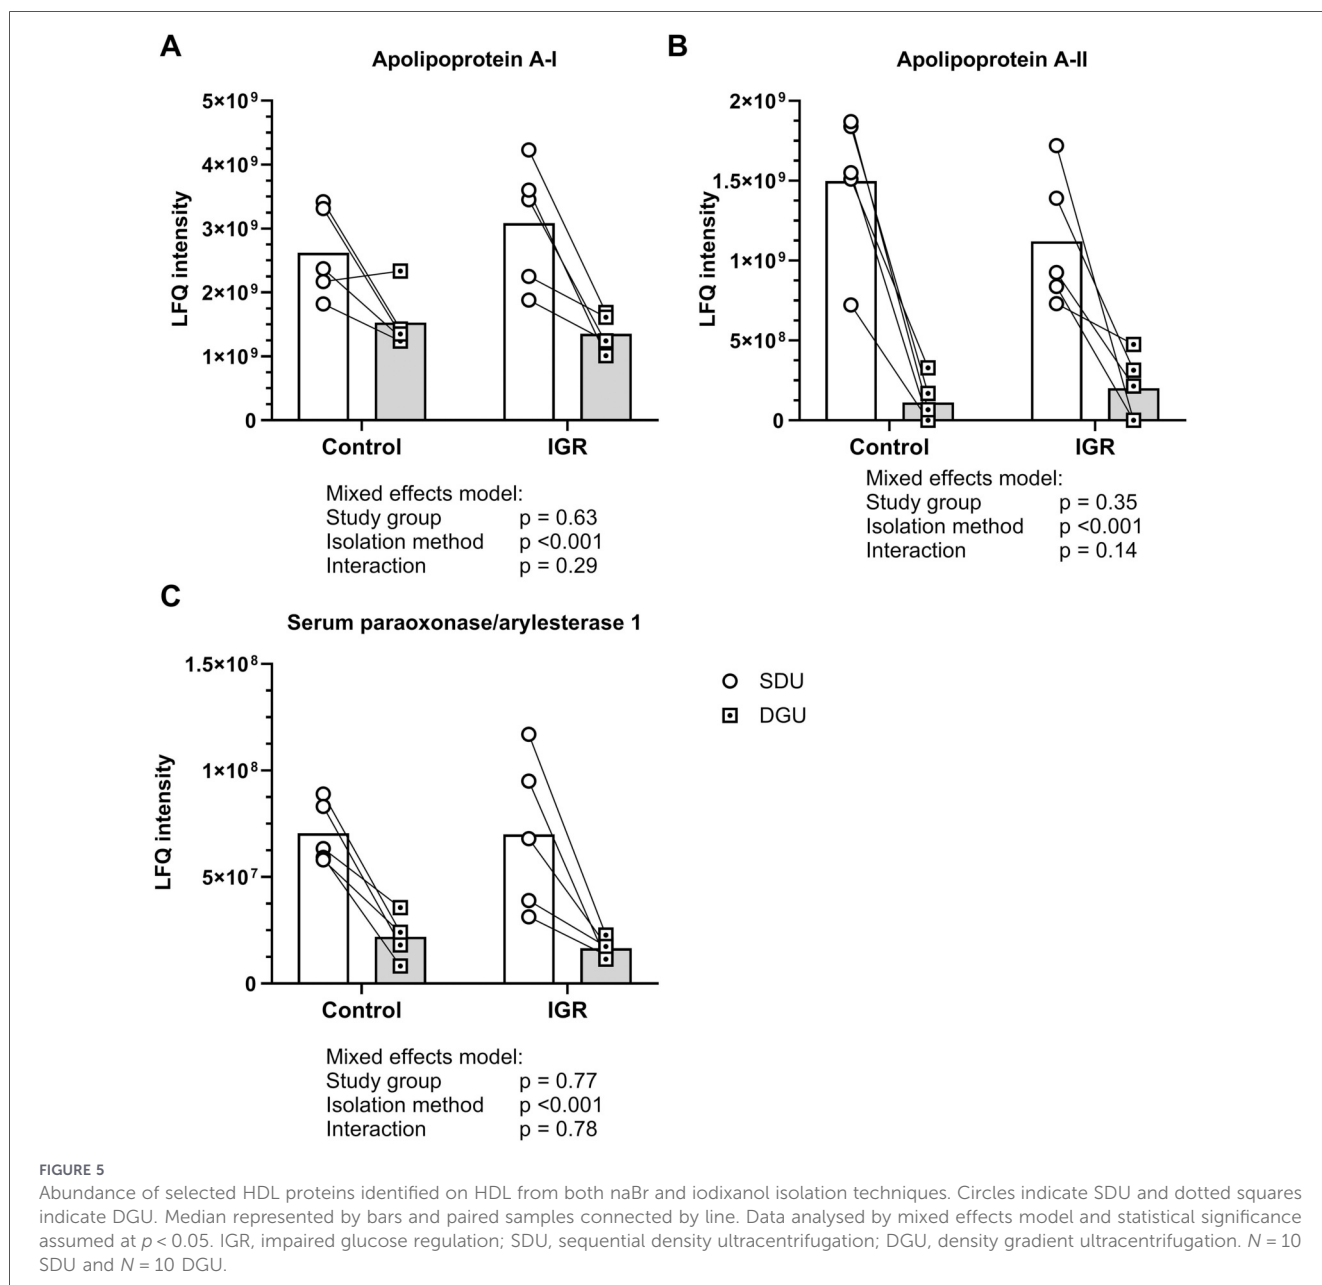 A
Apolipoprotein A-I
5×10⁹
4×10⁹
3×10⁹
2×10⁹
1×10⁹
0
LFQ intensity
Control
IGR
Mixed effects model:
Study group p = 0.63
Isolation method p <0.001
Interaction p = 0.29
B
Apolipoprotein A-II
2×10⁹
1.5×10⁹
1×10⁹
5×10⁸
0
LFQ intensity
Control
IGR
Mixed effects model:
Study group p = 0.35
Isolation method p <0.001
Interaction p = 0.14
C
Serum paraoxonase/arylesterase 1
1.5×10⁸
1×10⁸
5×10⁷
0
LFQ intensity
Control
IGR
SDU
DGU
Mixed effects model:
Study group p = 0.77
Isolation method p <0.001
Interaction p = 0.78
FIGURE 5
Abundance of selected HDL proteins identified on HDL from both naBr and iodixanol isolation techniques. Circles indicate SDU and dotted squares
indicate DGU. Median represented by bars and paired samples connected by line. Data analysed by mixed effects model and statistical significance
assumed at p < 0.05. IGR, impaired glucose regulation; SDU, sequential density ultracentrifugation; DGU, density gradient ultracentrifugation. N = 10
SDU and N = 10 DGU.